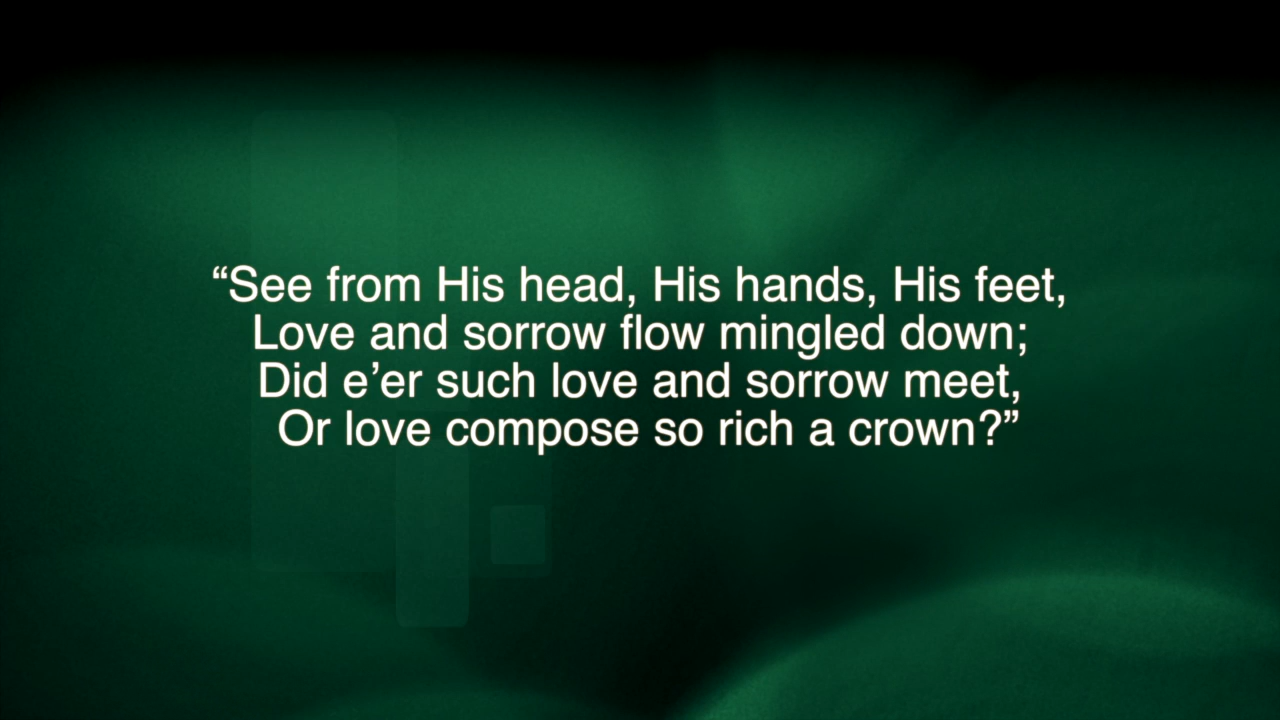 “See from His head, His hands, His feet,
Love and sorrow flow mingled down;
Did e’er such love and sorrow meet,
Or love compose so rich a crown?”